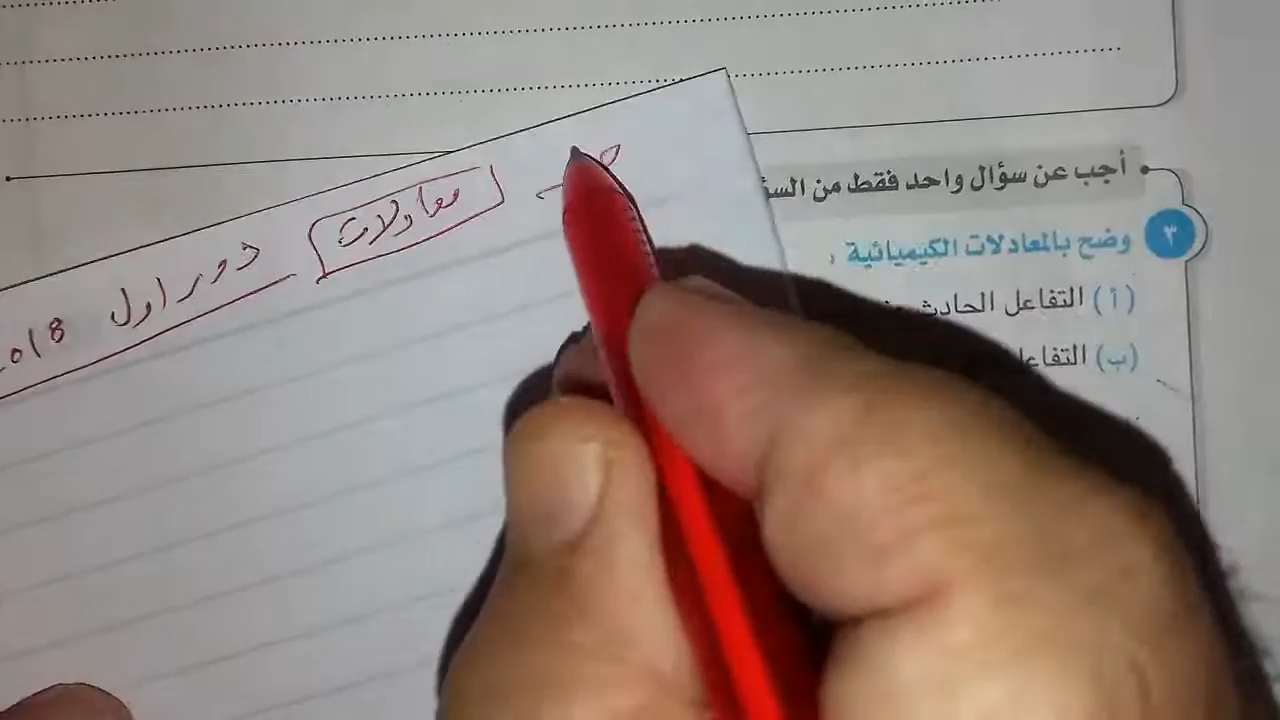 أجب عن سؤال واحد فقط من
٣ وضح بالمعادلات الكيميائية :
(أ) التفاعل الحادث
(ب)
معادلات
دور اول 2018